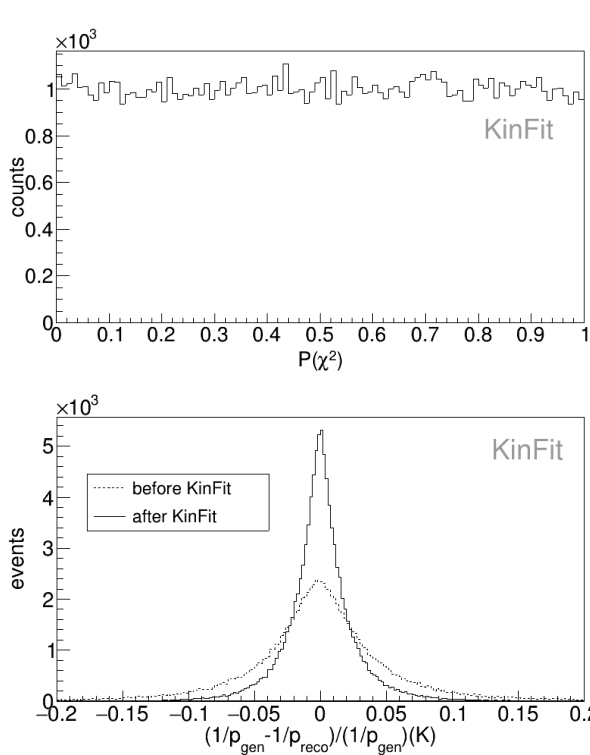 ×10³
1
0.8
0.6
0.4
0.2
0
counts
KinFit
0 0.1 0.2 0.3 0.4 0.5 0.6 0.7 0.8 0.9 1
P(χ²)
×10³
5
4
3
2
1
0
events
KinFit
before KinFit
after KinFit
−0.2 −0.15 −0.1 −0.05 0 0.05 0.1 0.15 0.2
(1/p_gen-1/p_reco)/(1/p_gen)(K)